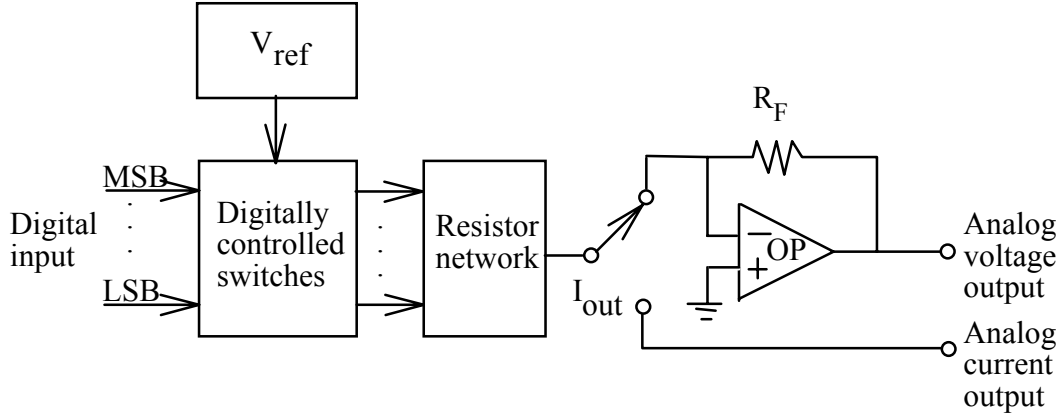 V_ref
R_F
MSB
Digital
input
LSB
Digitally
controlled
switches
Resistor
network
I_out
− OP
+
Analog
voltage
output
Analog
current
output